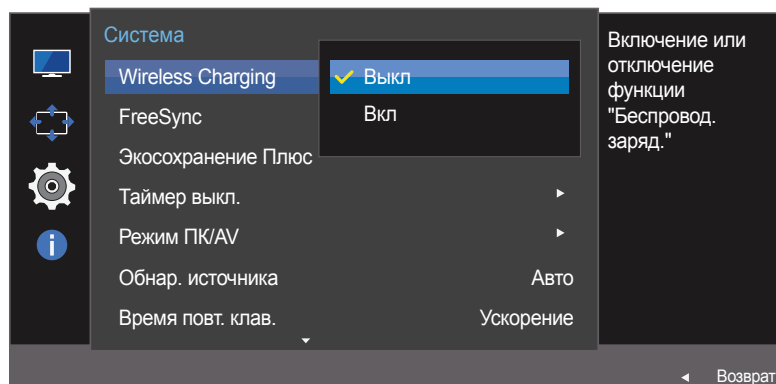 Система
Wireless Charging
Выкл
FreeSync
Вкл
Экосохранение Плюс
Таймер выкл.
Режим ПК/AV
Обнар. источника
Авто
Время повт. клав.
Ускорение
Включение или
отключение
функции
"Беспровод.
заряд."
Возврат